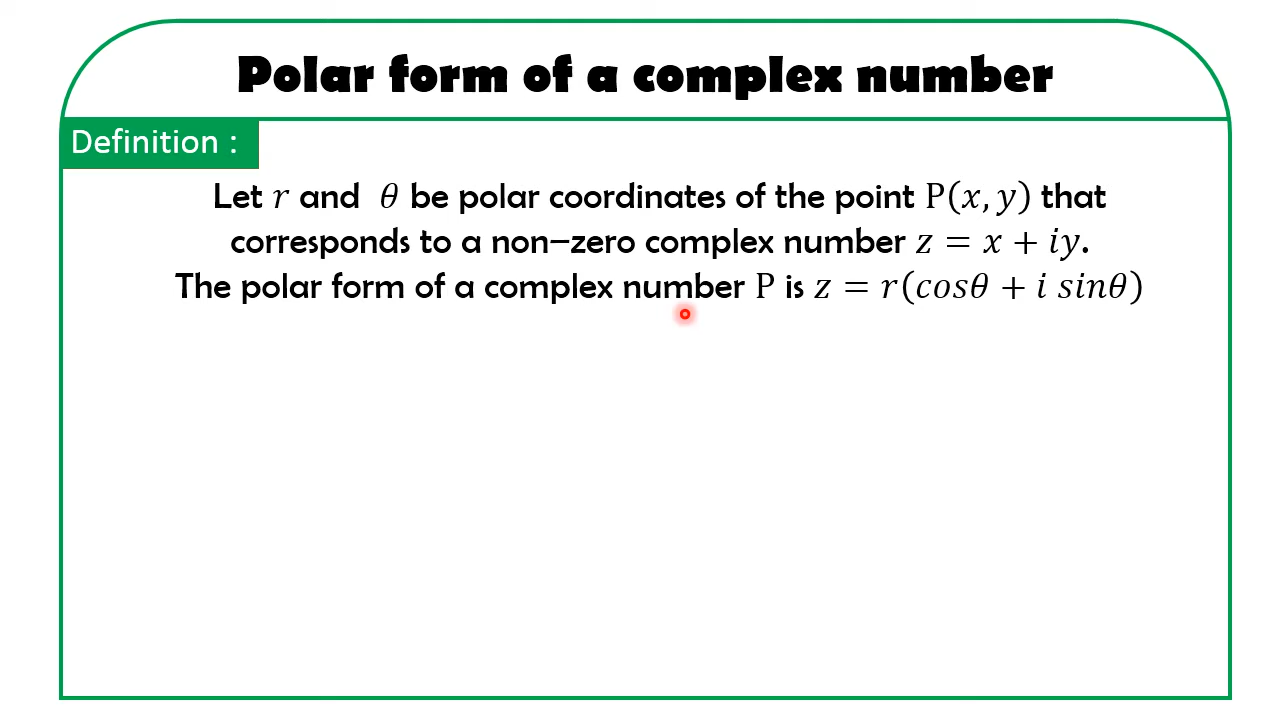 Polar form of a complex number
Definition :
Let 𝑟 and 𝜃 be polar coordinates of the point P(𝑥, 𝑦) that
corresponds to a non–zero complex number 𝑧 = 𝑥 + 𝑖𝑦.
The polar form of a complex number P is 𝑧 = 𝑟(𝑐𝑜𝑠𝜃 + 𝑖 𝑠𝑖𝑛𝜃)